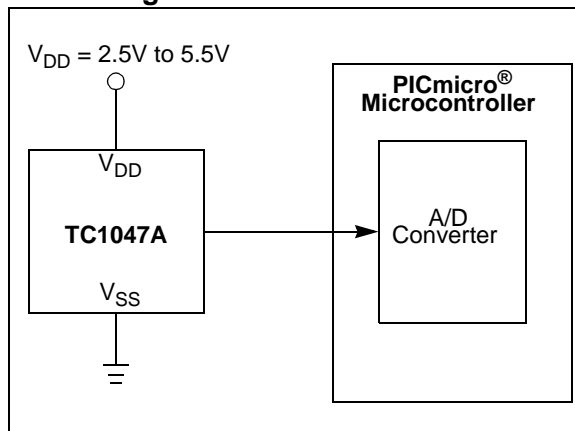 V_DD = 2.5V to 5.5V
V_DD
TC1047A
V_SS
PICmicro®
Microcontroller
A/D
Converter